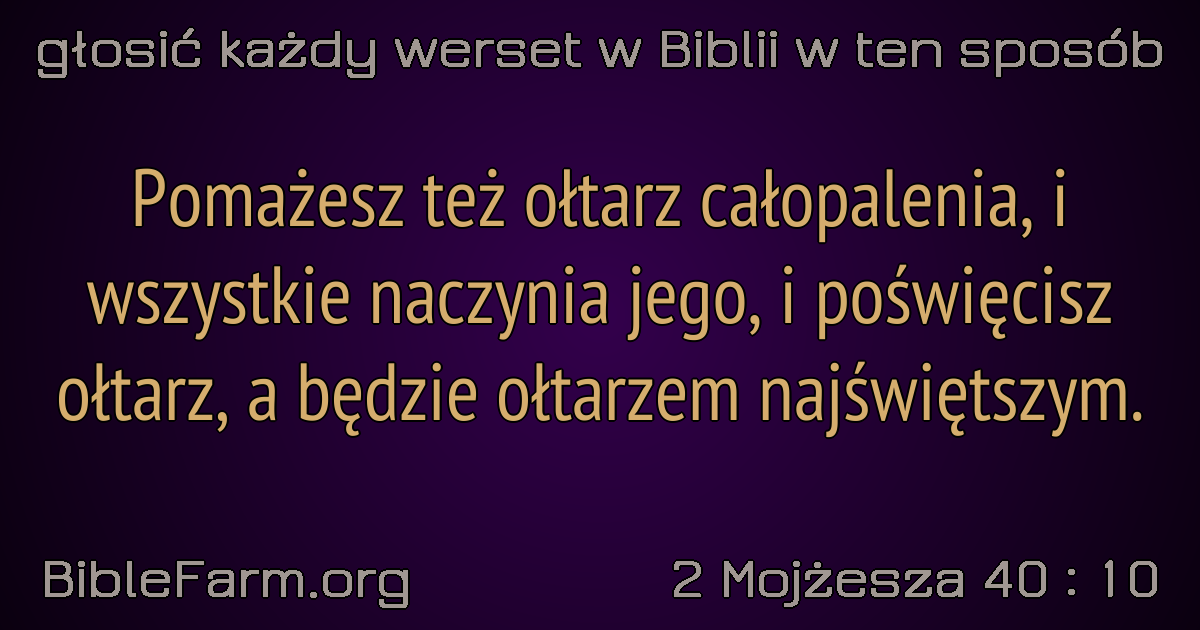 głosić każdy werset w Biblii w ten sposób
Pomażesz też ołtarz całopalenia, i
wszystkie naczynia jego, i poświęcisz
ołtarz, a będzie ołtarzem najświętszym.
BibleFarm.org
2 Mojżesza 40 : 10